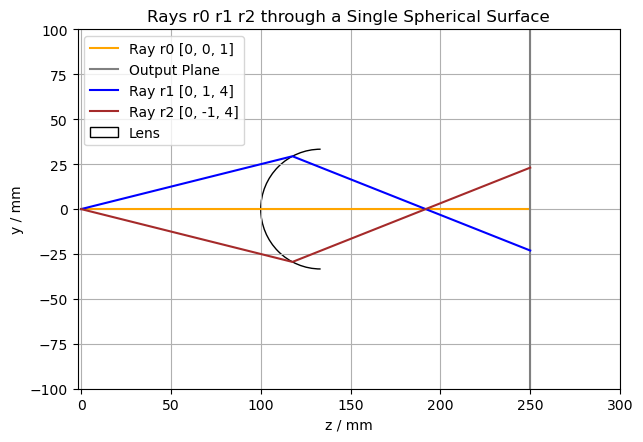 Rays r0 r1 r2 through a Single Spherical Surface
Ray r0 [0, 0, 1]
Output Plane
Ray r1 [0, 1, 4]
Ray r2 [0, -1, 4]
Lens
100
75
50
25
0
−25
−50
−75
−100
y / mm
0 50 100 150 200 250 300
z / mm